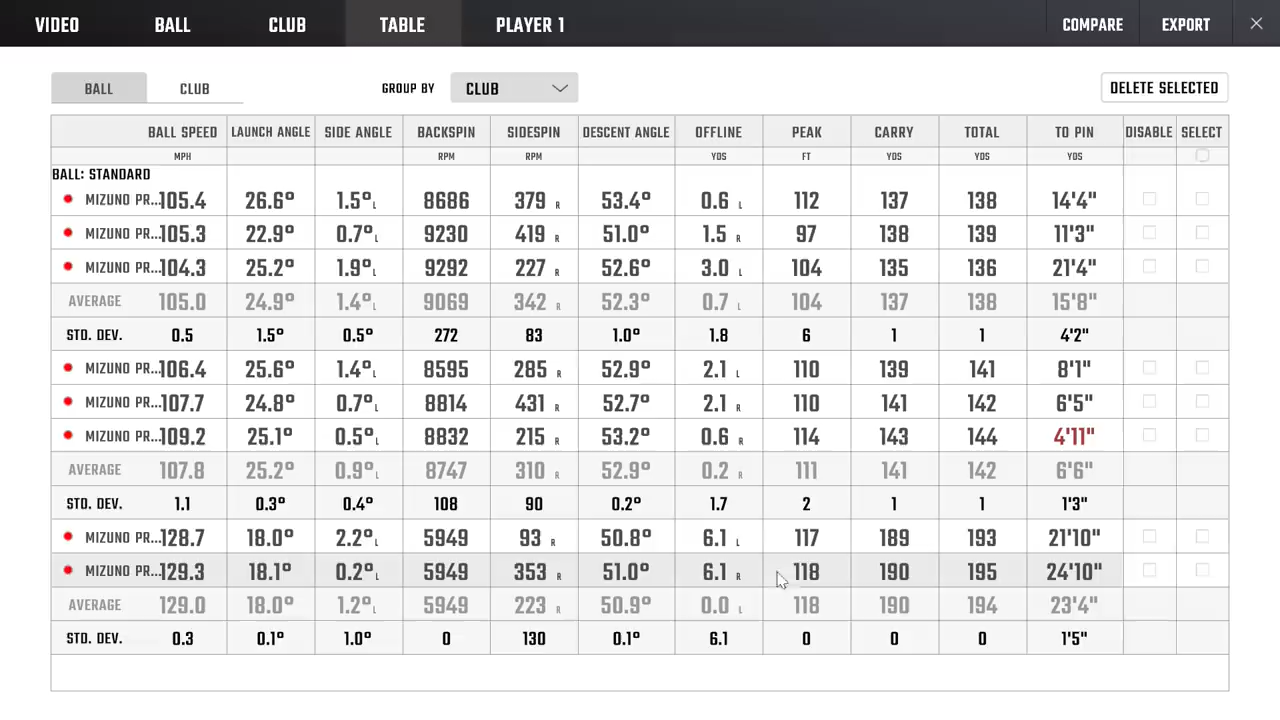 VIDEO BALL CLUB TABLE PLAYER 1 COMPARE EXPORT
BALL CLUB GROUP BY CLUB DELETE SELECTED
BALL SPEED LAUNCH ANGLE SIDE ANGLE BACKSPIN SIDESPIN DESCENT ANGLE OFFLINE PEAK CARRY TOTAL TO PIN DISABLE SELECT
MPH RPM RPM YDS FT YDS YDS YDS
BALL: STANDARD
MIZUNO PR... 105.4 26.6° 1.5° L 8686 379 R 53.4° 0.6 L 112 137 138 14'4"
MIZUNO PR... 105.3 22.9° 0.7° L 9230 419 R 51.0° 1.5 R 97 138 139 11'3"
MIZUNO PR... 104.3 25.2° 1.9° L 9292 227 R 52.6° 3.0 L 104 135 136 21'4"
AVERAGE 105.0 24.9° 1.4° L 9069 342 R 52.3° 0.7 L 104 137 138 15'8"
STD. DEV. 0.5 1.5° 0.5° 272 83 1.0° 1.8 6 1 1 4'2"
MIZUNO PR... 106.4 25.6° 1.4° L 8595 285 R 52.9° 2.1 L 110 139 141 8'1"
MIZUNO PR... 107.7 24.8° 0.7° L 8814 431 R 52.7° 2.1 R 110 141 142 6'5"
MIZUNO PR... 109.2 25.1° 0.5° L 8832 215 R 53.2° 0.6 R 114 143 144 4'11"
AVERAGE 107.8 25.2° 0.9° L 8747 310 R 52.9° 0.2 R 111 141 142 6'6"
STD. DEV. 1.1 0.3° 0.4° 108 90 0.2° 1.7 2 1 1 1'3"
MIZUNO PR... 128.7 18.0° 2.2° L 5949 93 R 50.8° 6.1 L 117 189 193 21'10"
MIZUNO PR... 129.3 18.1° 0.2° L 5949 353 R 51.0° 6.1 R 118 190 195 24'10"
AVERAGE 129.0 18.0° 1.2° L 5949 223 R 50.9° 0.0 L 118 190 194 23'4"
STD. DEV. 0.3 0.1° 1.0° 0 130 0.1° 6.1 0 0 0 1'5"